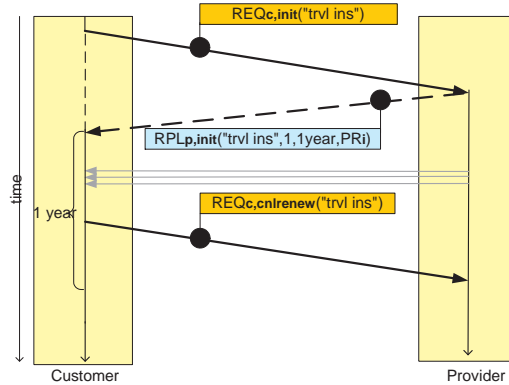 REQc,init("trvl ins")
RPLp,init("trvl ins",1,1year,PRi)
time
1 year
REQc,cnlrenew("trvl ins")
Customer
Provider